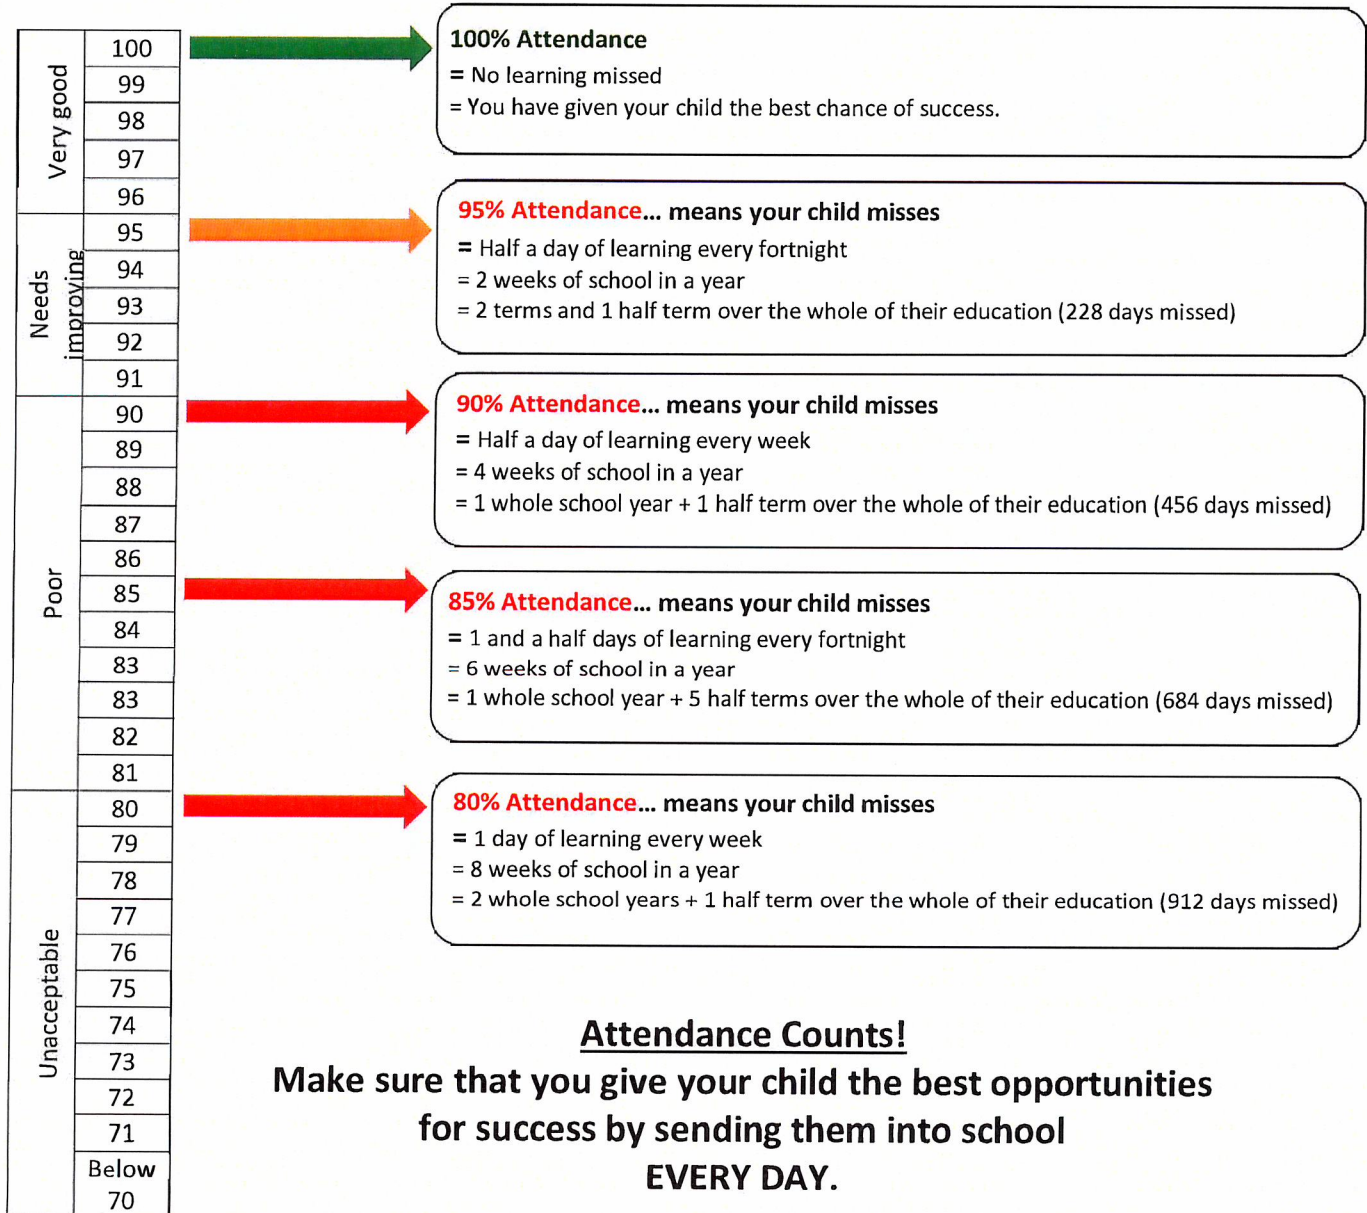 Very good
100
99
98
97
96
Needs
improving
95
94
93
92
91
Poor
90
89
88
87
86
85
84
83
83
82
81
Unacceptable
80
79
78
77
76
75
74
73
72
71
Below
70
100% Attendance
= No learning missed
= You have given your child the best chance of success.
95% Attendance... means your child misses
= Half a day of learning every fortnight
= 2 weeks of school in a year
= 2 terms and 1 half term over the whole of their education (228 days missed)
90% Attendance... means your child misses
= Half a day of learning every week
= 4 weeks of school in a year
= 1 whole school year + 1 half term over the whole of their education (456 days missed)
85% Attendance... means your child misses
= 1 and a half days of learning every fortnight
= 6 weeks of school in a year
= 1 whole school year + 5 half terms over the whole of their education (684 days missed)
80% Attendance... means your child misses
= 1 day of learning every week
= 8 weeks of school in a year
= 2 whole school years + 1 half term over the whole of their education (912 days missed)
Attendance Counts!
Make sure that you give your child the best opportunities
for success by sending them into school
EVERY DAY.